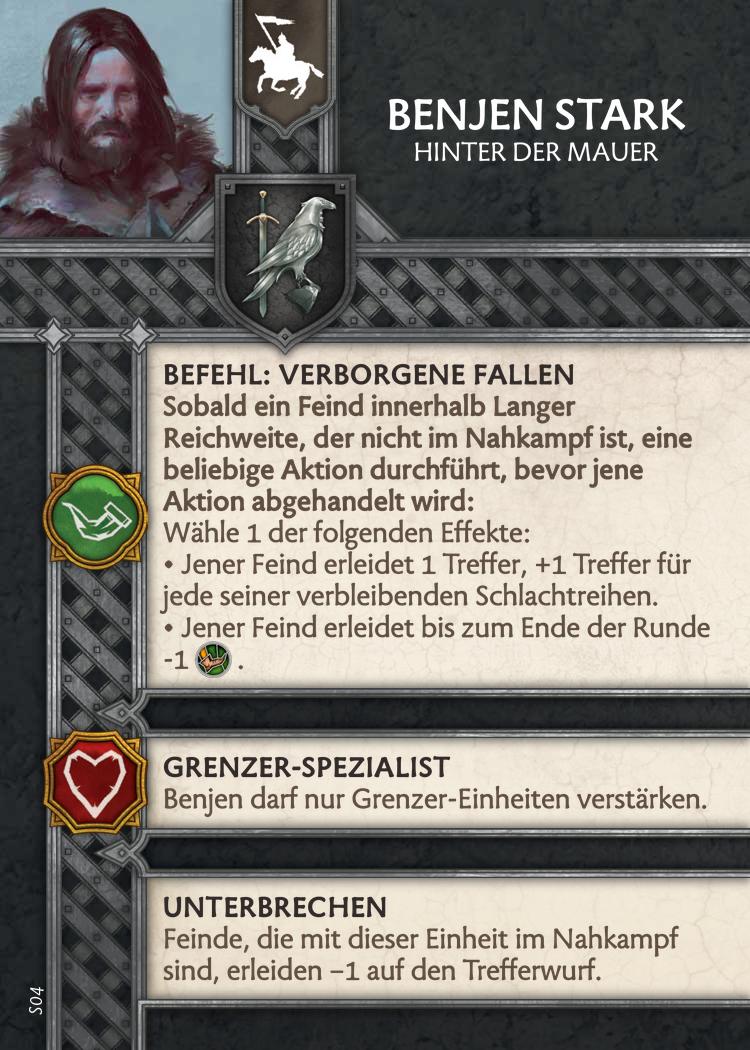 BENJEN STARK
HINTER DER MAUER
BEFEHL: VERBORGENE FALLEN
Sobald ein Feind innerhalb Langer
Reichweite, der nicht im Nahkampf ist, eine
beliebige Aktion durchführt, bevor jene
Aktion abgehandelt wird:
Wähle 1 der folgenden Effekte:
• Jener Feind erleidet 1 Treffer, +1 Treffer für
jede seiner verbleibenden Schlachtreihen.
• Jener Feind erleidet bis zum Ende der Runde
-1 .
GRENZER-SPEZIALIST
Benjen darf nur Grenzer-Einheiten verstärken.
UNTERBRECHEN
Feinde, die mit dieser Einheit im Nahkampf
sind, erleiden −1 auf den Trefferwurf.
S04